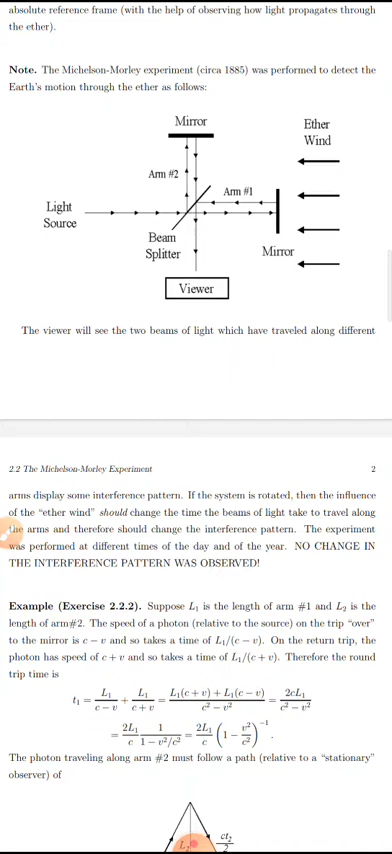 absolute reference frame (with the help of observing how light propagates through
the ether).
Note. The Michelson-Morley experiment (circa 1885) was performed to detect the
Earth's motion through the ether as follows:
Mirror
Ether
Wind
Arm #2
Arm #1
Light
Source
Beam
Splitter
Mirror
Viewer
The viewer will see the two beams of light which have traveled along different
2.2 The Michelson-Morley Experiment 2
arms display some interference pattern. If the system is rotated, then the influence
of the "ether wind" should change the time the beams of light take to travel along
the arms and therefore should change the interference pattern. The experiment
was performed at different times of the day and of the year. NO CHANGE IN
THE INTERFERENCE PATTERN WAS OBSERVED!
Example (Exercise 2.2.2). Suppose L₁ is the length of arm #1 and L₂ is the
length of arm#2. The speed of a photon (relative to the source) on the trip "over"
to the mirror is c − v and so takes a time of L₁/(c − v). On the return trip, the
photon has speed of c + v and so takes a time of L₁/(c + v). Therefore the round
trip time is
t₁ = L₁/(c − v) + L₁/(c + v) = (L₁(c + v) + L₁(c − v))/(c² − v²) = 2cL₁/(c² − v²)
= (2L₁/c) 1/(1 − v²/c²) = (2L₁/c) (1 − v²/c²)⁻¹.
The photon traveling along arm #2 must follow a path (relative to a "stationary"
observer) of
ct₂/2